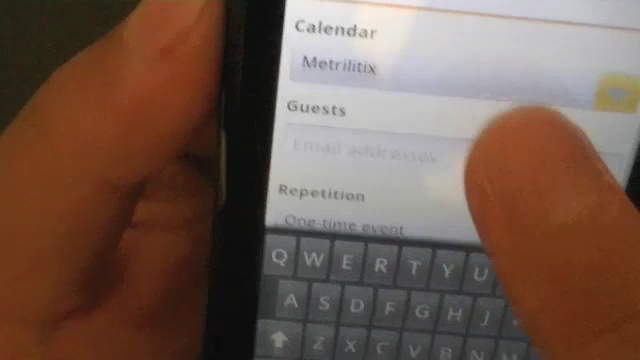 Calendar
Metrilitix
Guests
Email addresses
Repetition
One-time event
Q W E R T Y U
A S D F G H J
Z X C V B N